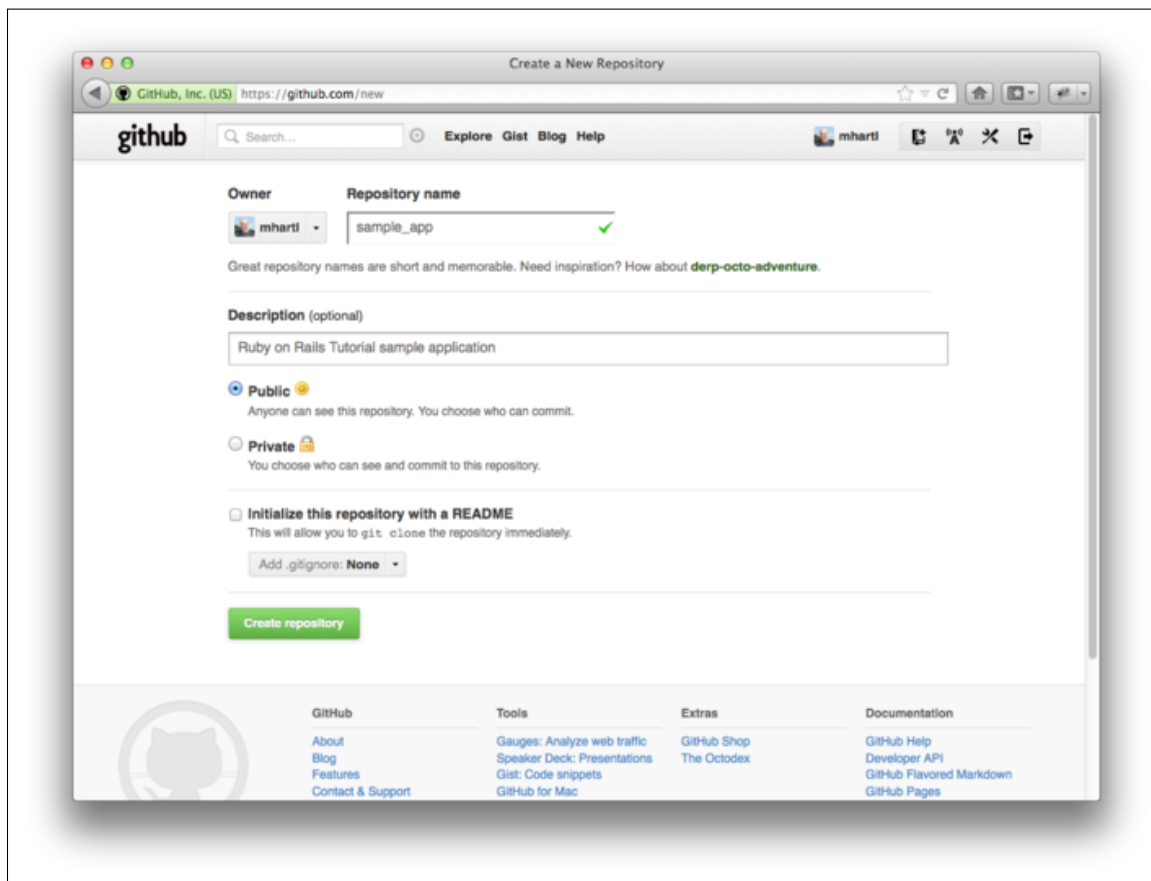 Create a New Repository
GitHub, Inc. (US) https://github.com/new
github Search... Explore Gist Blog Help mhartl
Owner Repository name
mhartl sample_app
Great repository names are short and memorable. Need inspiration? How about derp-octo-adventure.
Description (optional)
Ruby on Rails Tutorial sample application
Public
Anyone can see this repository. You choose who can commit.
Private
You choose who can see and commit to this repository.
Initialize this repository with a README
This will allow you to git clone the repository immediately.
Add .gitignore: None
Create repository
GitHub Tools Extras Documentation
About Gauges: Analyze web traffic GitHub Shop GitHub Help
Blog Speaker Deck: Presentations The Octodex Developer API
Features Gist: Code snippets GitHub Flavored Markdown
Contact & Support GitHub for Mac GitHub Pages